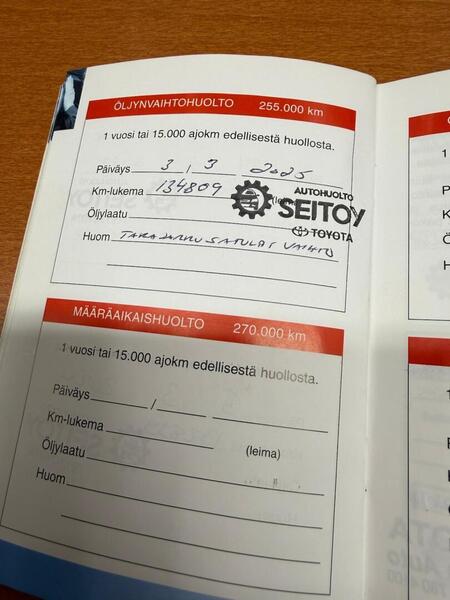 ÖLJYNVAIHTOHUOLTO 255.000 km
1 vuosi tai 15.000 ajokm edellisestä huollosta.
Päiväys 3 / 3 2025
Km-lukema 134809
(leima)
AUTOHUOLTO
SEITOY
TOYOTA
Öljylaatu
Huom TAKAJARRUSATULAT VAIHTO
MÄÄRÄAIKAISHUOLTO 270.000 km
1 vuosi tai 15.000 ajokm edellisestä huollosta.
Päiväys /
Km-lukema
Öljylaatu (leima)
Huom